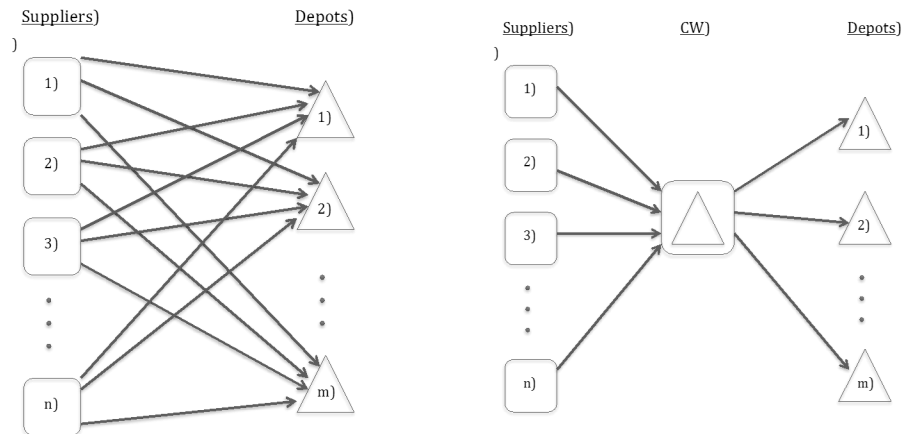 Suppliers)
Depots)
)
1)
2)
3)
n)
1)
2)
m)
Suppliers)
CW)
Depots)
)
1)
2)
3)
n)
1)
2)
m)